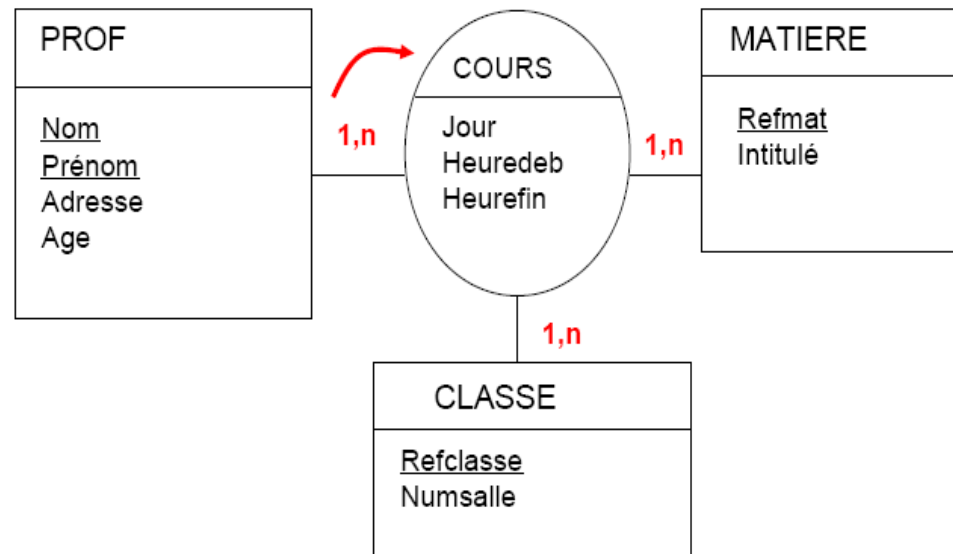 PROF
Nom
Prénom
Adresse
Age
1,n
COURS
Jour
Heuredeb
Heurefin
1,n
MATIERE
Refmat
Intitulé
1,n
CLASSE
Refclasse
Numsalle